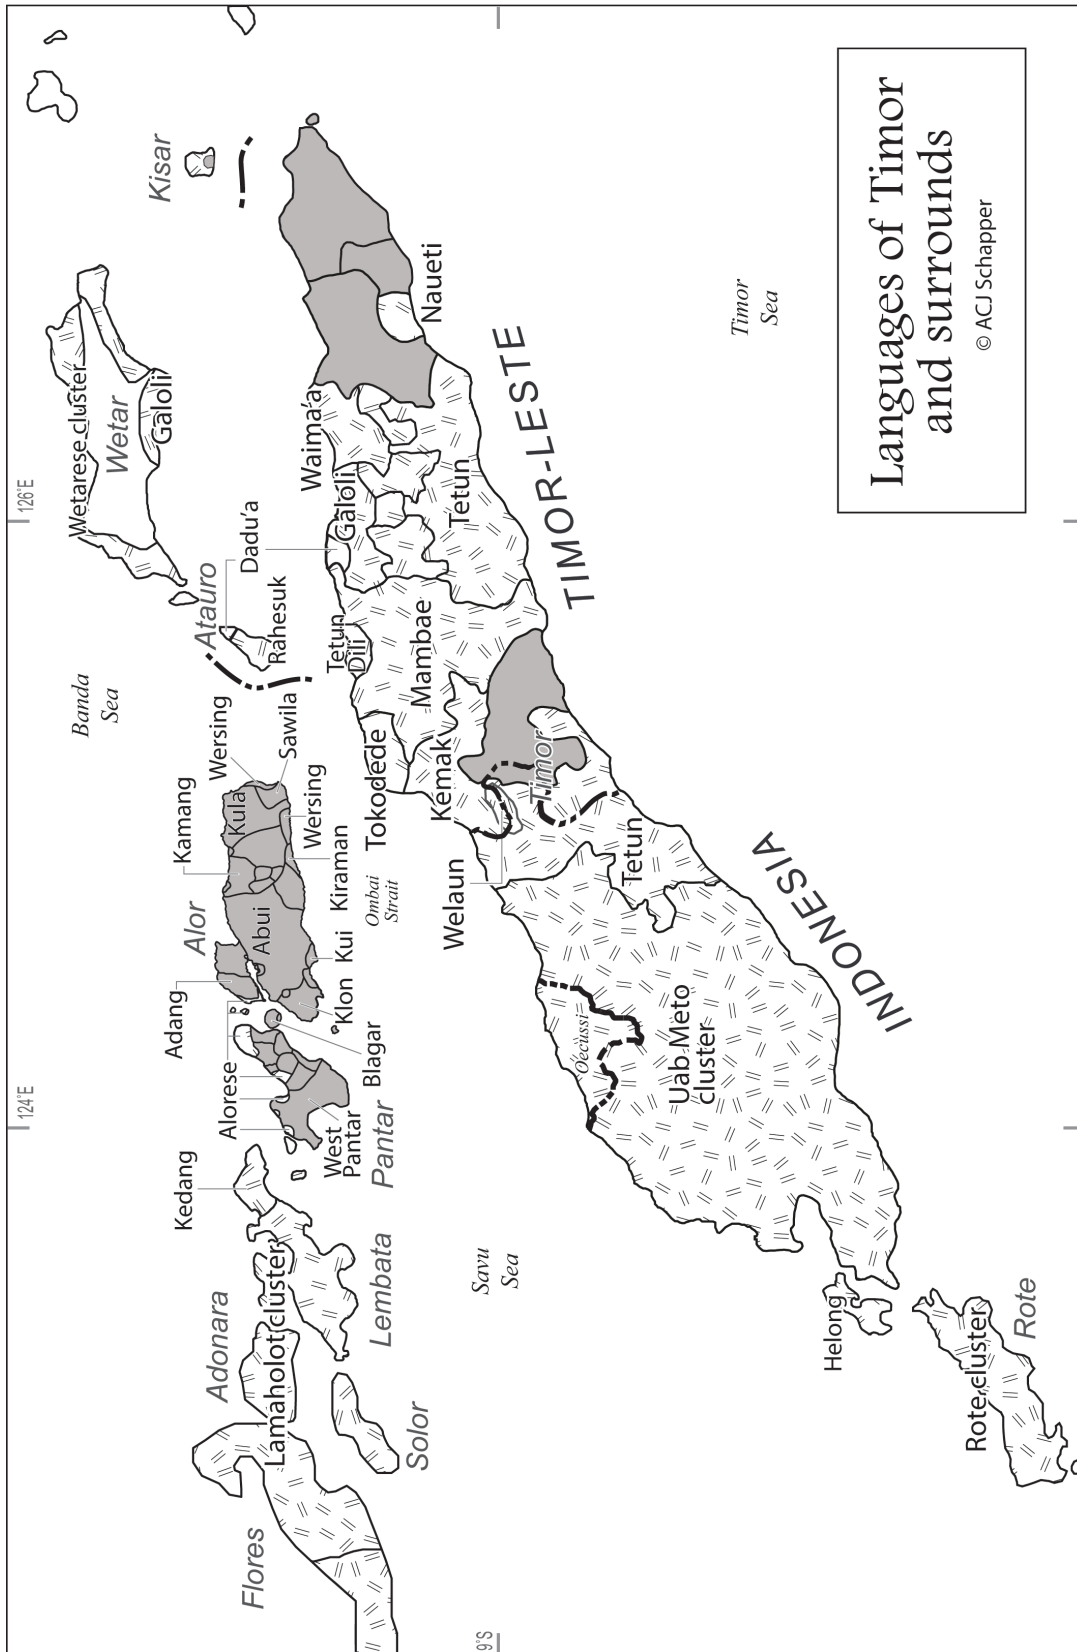 Languages of Timor
and surrounds
© ACJ Schapper
124°E
126°E
9°S
Banda
Sea
Savu
Sea
Timor
Sea
Ombai
Strait
TIMOR-LESTE
INDONESIA
Flores
Adonara
Solor
Lembata
Pantar
Alor
Atauro
Wetar
Kisar
Timor
Rote
Oecussi
Lamaholot cluster
Kedang
Alorese
Adang
West
Pantar
Blagar
Klon
Kui
Abui
Kamang
Kiraman
Kula
Wersing
Sawila
Wersing
Rahesuk
Dadu'a
Wetarese cluster
Galoli
Tokodede
Tetun
Dili
Galoli
Waima'a
Mambae
Kemak
Welaun
Tetun
Naueti
Tetun
Uab Meto
cluster
Helong
Rote cluster